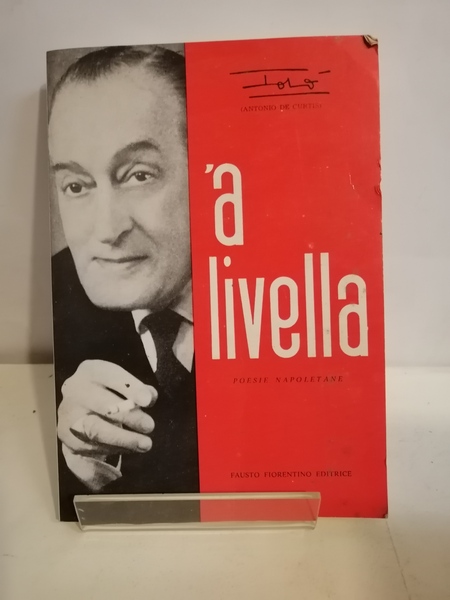 Totò
(ANTONIO DE CURTIS)
'a
livella
POESIE NAPOLETANE
FAUSTO FIORENTINO EDITRICE